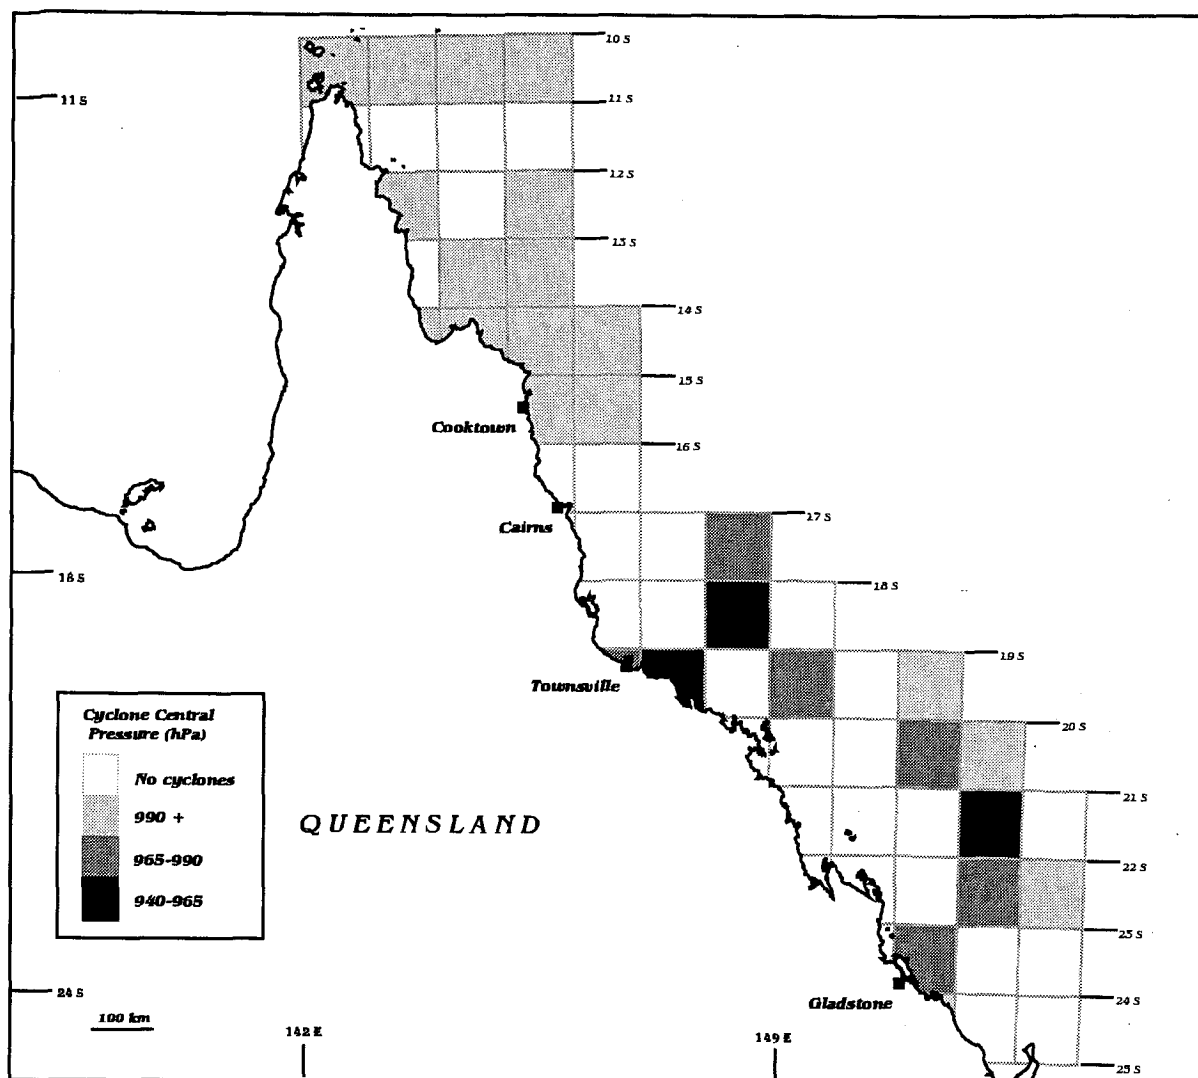 10 S
11 S
11 S
12 S
13 S
14 S
15 S
Cooktown
16 S
Cairns
17 S
18 S
18 S
19 S
Townsville
Cyclone Central
Pressure (hPa)
20 S
No cyclones
21 S
990 +
QUEENSLAND
965-990
22 S
940-965
23 S
24 S
Gladstone
24 S
100 km
142 E
149 E
25 S